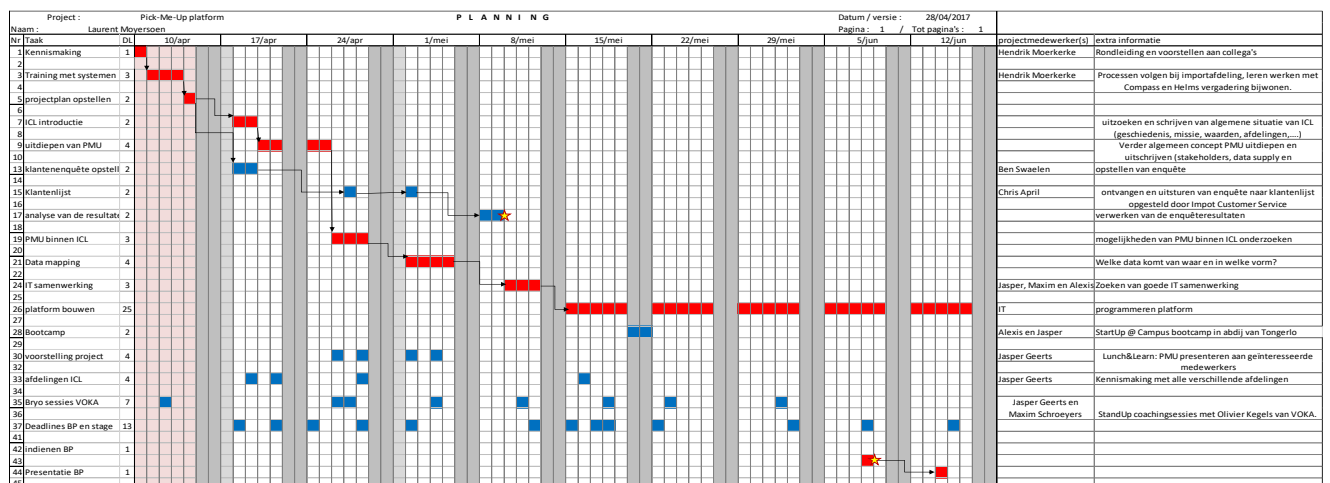 Project : Pick-Me-Up platform P L A N N I N G Datum / versie : 28/04/2017
Naam : Laurent Moyersoen Pagina : 1 / Tot pagina's : 1
Nr Taak DL 10/apr 17/apr 24/apr 1/mei 8/mei 15/mei 22/mei 29/mei 5/jun 12/jun projectmedewerker(s) extra informatie
1 Kennismaking 1 Hendrik Moerkerke Rondleiding en voorstellen aan collega's
2
3 Training met systemen 3 Hendrik Moerkerke Processen volgen bij importafdeling, leren werken met
4 Compass en Helms vergadering bijwonen.
5 projectplan opstellen 2
6
7 ICL introductie 2 uitzoeken en schrijven van algemene situatie van ICL
8 (geschiedenis, missie, waarden, afdelingen,....)
9 uitdiepen van PMU 4 Verder algemeen concept PMU uitdiepen en
10 uitschrijven (stakeholders, data supply en
13 klantenenquête opstell 2 Ben Swaelen opstellen van enquête
14
15 Klantenlijst 2 Chris April ontvangen en uitsturen van enquête naar klantenlijst
16 opgesteld door Impot Customer Service
17 analyse van de resultate 2 verwerken van de enquêteresultaten
18
19 PMU binnen ICL 3 mogelijkheden van PMU binnen ICL onderzoeken
20
21 Data mapping 4 Welke data komt van waar en in welke vorm?
22
24 IT samenwerking 3 Jasper, Maxim en Alexis Zoeken van goede IT samenwerking
25
26 platform bouwen 25 IT programmeren platform
27
28 Bootcamp 2 Alexis en Jasper StartUp @ Campus bootcamp in abdij van Tongerlo
29
30 voorstelling project 4 Jasper Geerts Lunch&Learn: PMU presenteren aan geïnteresseerde
32 medewerkers
33 afdelingen ICL 4 Jasper Geerts Kennismaking met alle verschillende afdelingen
34
35 Bryo sessies VOKA 7 Jasper Geerts en
36 Maxim Schroeyers StandUp coachingsessies met Olivier Kegels van VOKA.
37 Deadlines BP en stage 13
41
42 indienen BP 1
43
44 Presentatie BP 1